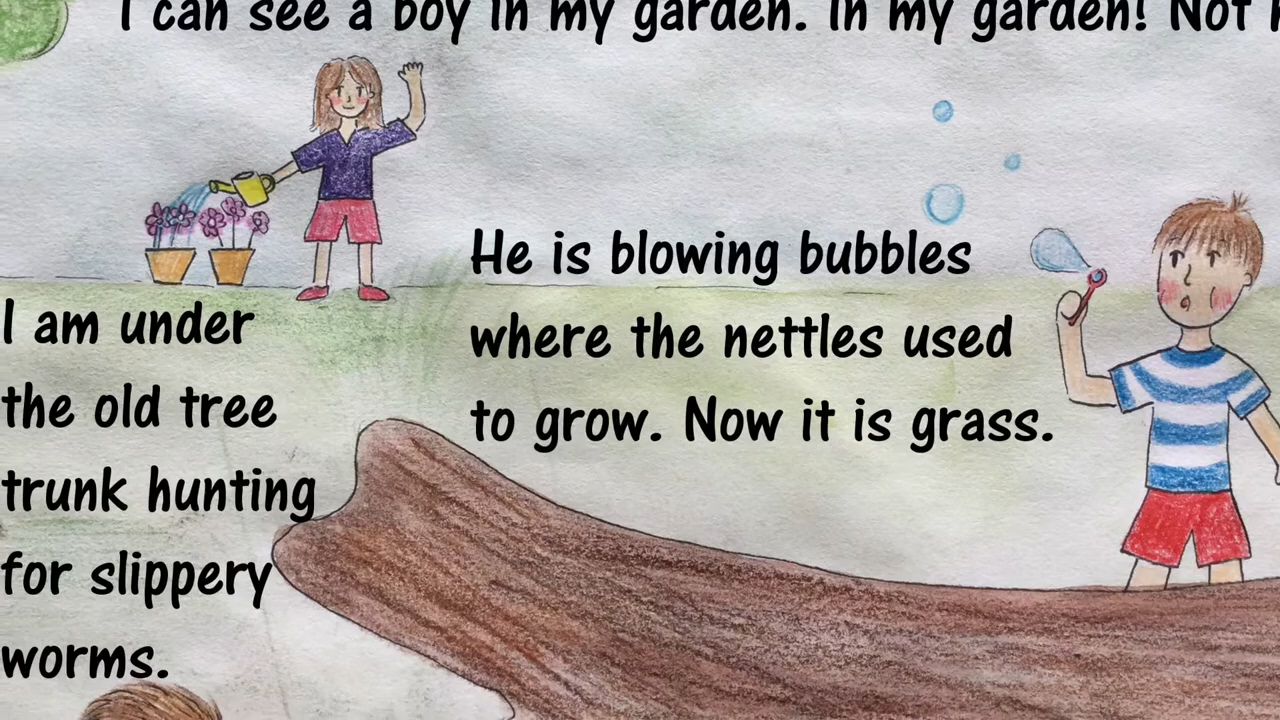 I can see a boy in my garden. In my garden! Not
He is blowing bubbles
where the nettles used
to grow. Now it is grass.
I am under
the old tree
trunk hunting
for slippery
worms.